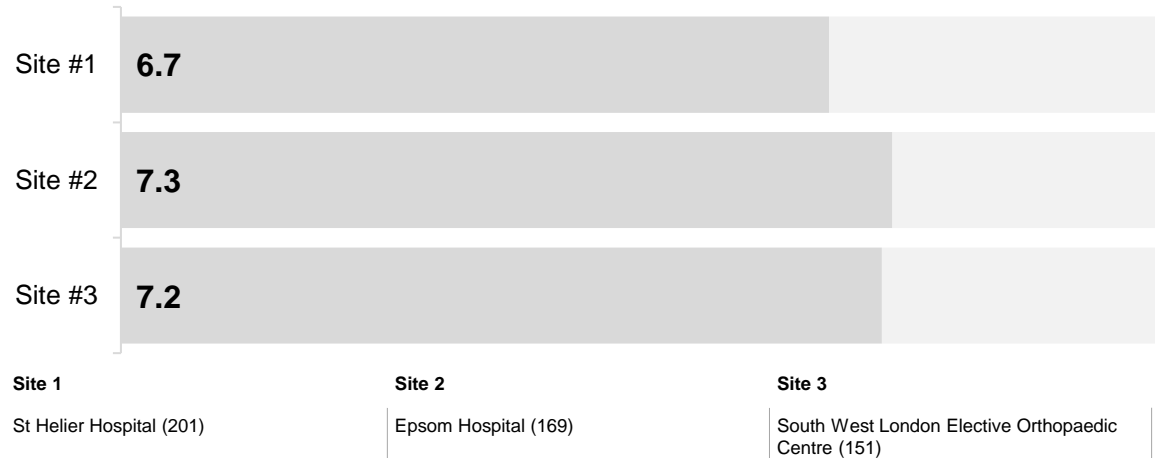 Site #1 6.7
Site #2 7.3
Site #3 7.2
Site 1 Site 2 Site 3
St Helier Hospital (201) Epsom Hospital (169) South West London Elective Orthopaedic
Centre (151)